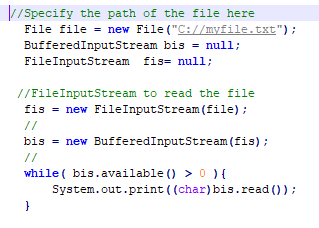 //Specify the path of the file here
File file = new File("C://myfile.txt");
BufferedInputStream bis = null;
FileInputStream  fis= null;
//FileInputStream to read the file
fis = new FileInputStream(file);
//
bis = new BufferedInputStream(fis);
//
while( bis.available() > 0 ){
System.out.print((char)bis.read());
}